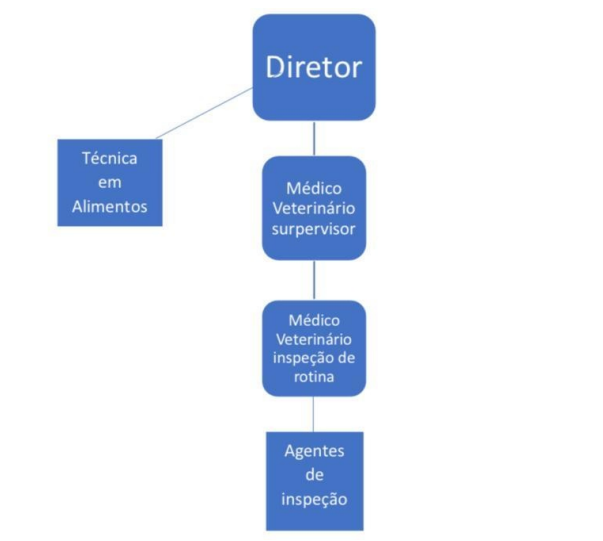 Diretor
Técnica
em
Alimentos
Médico
Veterinário
surpervisor
Médico
Veterinário
inspeção de
rotina
Agentes
de
inspeção